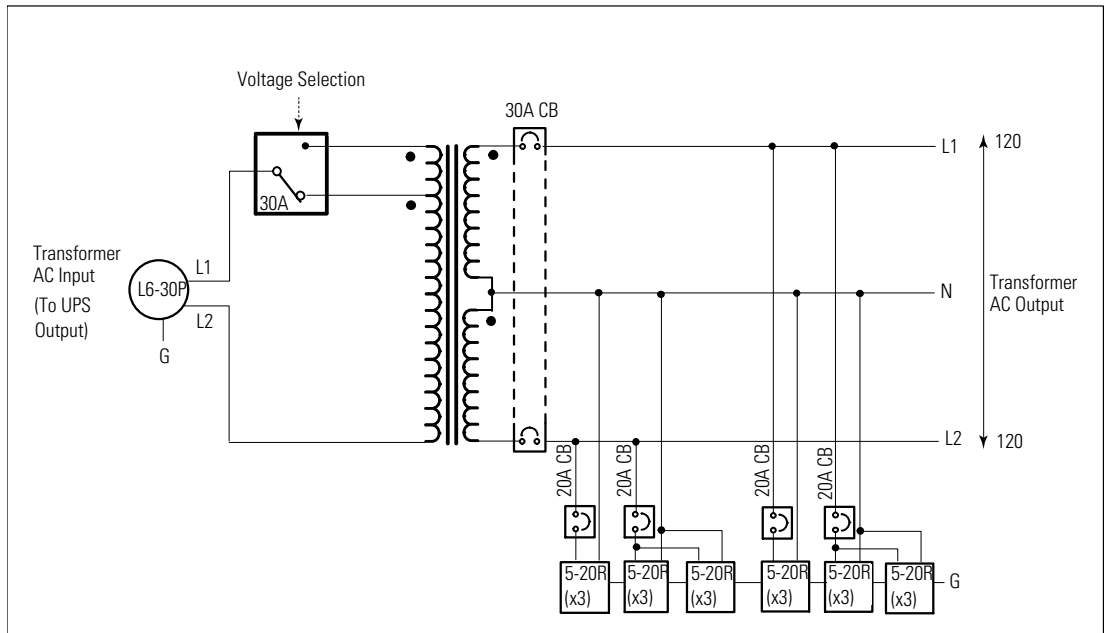 Voltage Selection
30A CB
L1
120
30A
Transformer
AC Input
(To UPS
Output)
L6-30P
L1
L2
G
N
Transformer
AC Output
L2
120
20A CB
20A CB
20A CB
20A CB
5-20R
(x3)
5-20R
(x3)
5-20R
(x3)
5-20R
(x3)
5-20R
(x3)
5-20R
(x3)
G